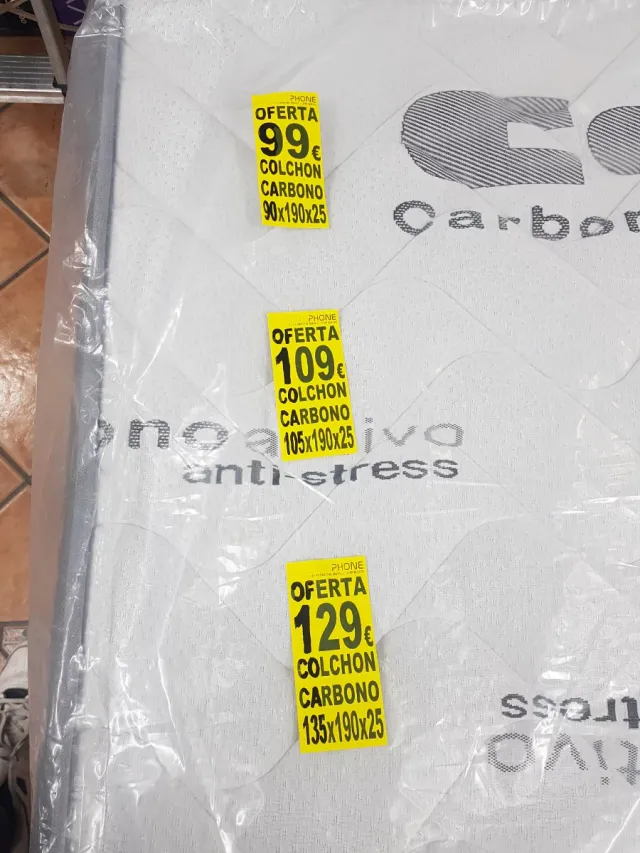 PHONE
OFERTA
99€
COLCHON
CARBONO
90x190x25
Carbon
PHONE
OFERTA
109€
COLCHON
CARBONO
105x190x25
anti-stress
PHONE
OFERTA
129€
COLCHON
CARBONO
135x190x25